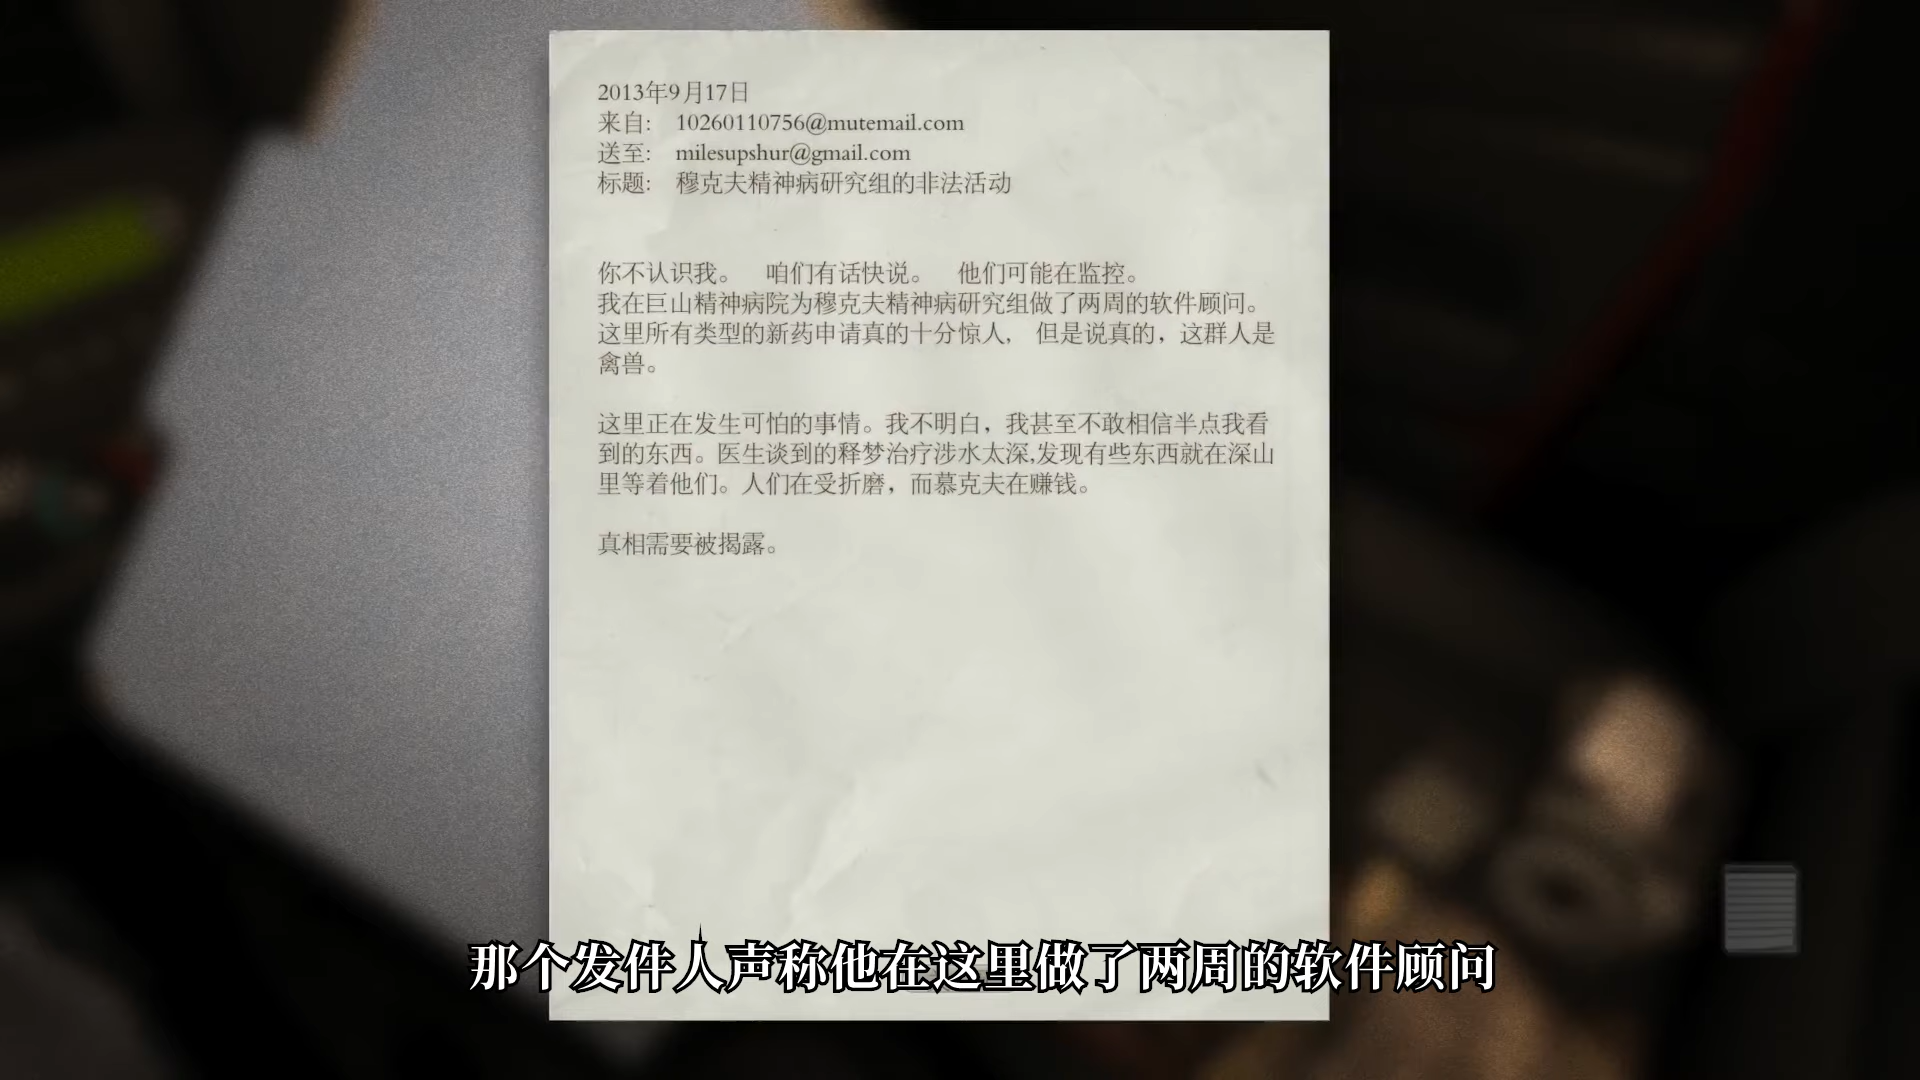 2013年9月17日
来自: 10260110756@mutemail.com
送至: milesupshur@gmail.com
标题: 穆克夫精神病研究组的非法活动
你不认识我。 咱们有话快说。 他们可能在监控。
我在巨山精神病院为穆克夫精神病研究组做了两周的软件顾问。
这里所有类型的新药申请真的十分惊人, 但是说真的，这群人是
禽兽。
这里正在发生可怕的事情。我不明白，我甚至不敢相信半点我看
到的东西。医生谈到的释梦治疗涉水太深,发现有些东西就在深山
里等着他们。人们在受折磨，而慕克夫在赚钱。
真相需要被揭露。
那个发件人声称他在这里做了两周的软件顾问